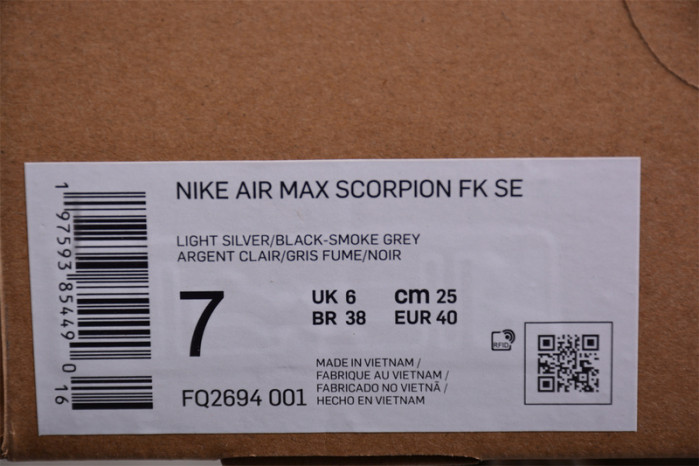 NIKE AIR MAX SCORPION FK SE
LIGHT SILVER/BLACK-SMOKE GREY
ARGENT CLAIR/GRIS FUME/NOIR
7
UK 6 cm 25
BR 38 EUR 40
RFID
MADE IN VIETNAM /
FABRIQUE AU VIETNAM /
FABRICADO NO VIETNÃ /
HECHO EN VIETNAM
FQ2694 001
1 97593 85449 0 16